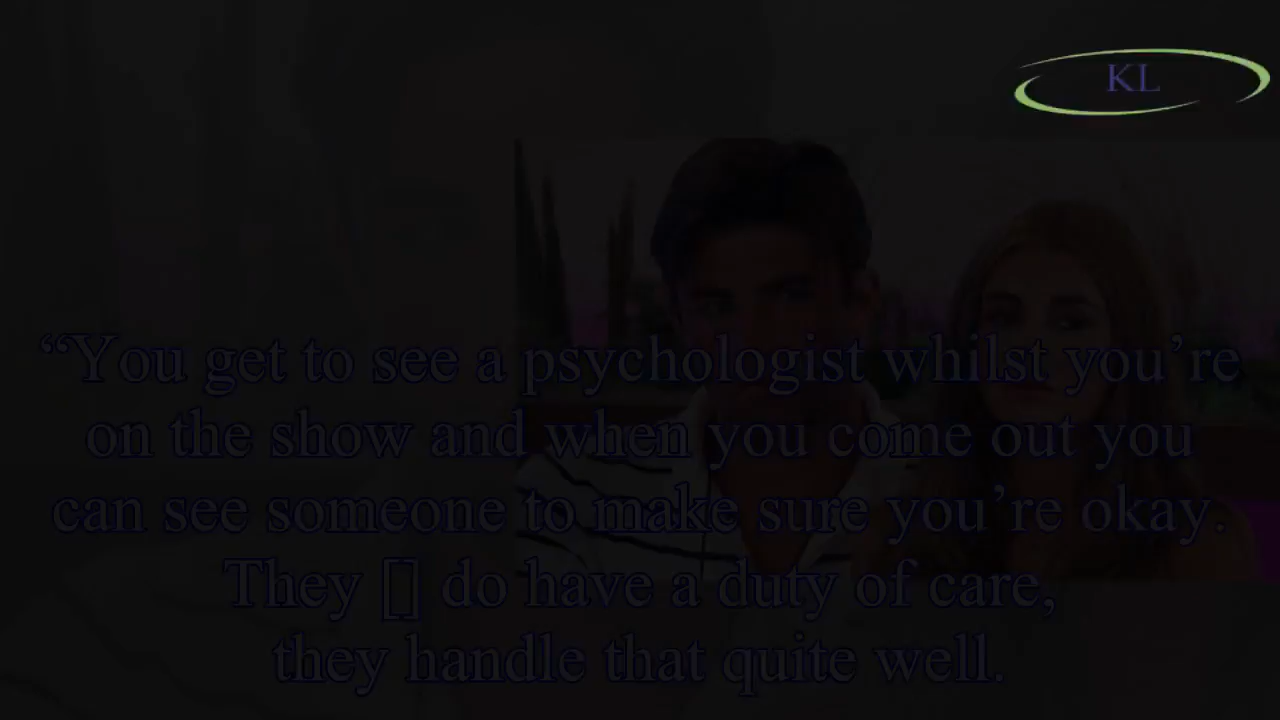 KL
“You get to see a psychologist whilst you’re
on the show and when you come out you
can see someone to make sure you’re okay.
They [] do have a duty of care,
they handle that quite well.